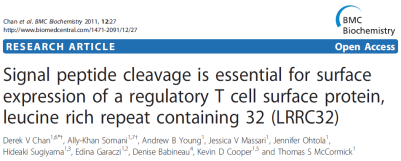 Chan et al. BMC Biochemistry 2011, 12:27
http://www.biomedcentral.com/1471-2091/12/27
BMC
Biochemistry
RESEARCH ARTICLE Open Access
Signal peptide cleavage is essential for surface
expression of a regulatory T cell surface protein,
leucine rich repeat containing 32 (LRRC32)
Derek V Chan1,6*†, Ally-Khan Somani1,7†, Andrew B Young1, Jessica V Massari1, Jennifer Ohtola1,
Hideaki Sugiyama1,3, Edina Garaczi1,2, Denise Babineau4, Kevin D Cooper1,5 and Thomas S McCormick1